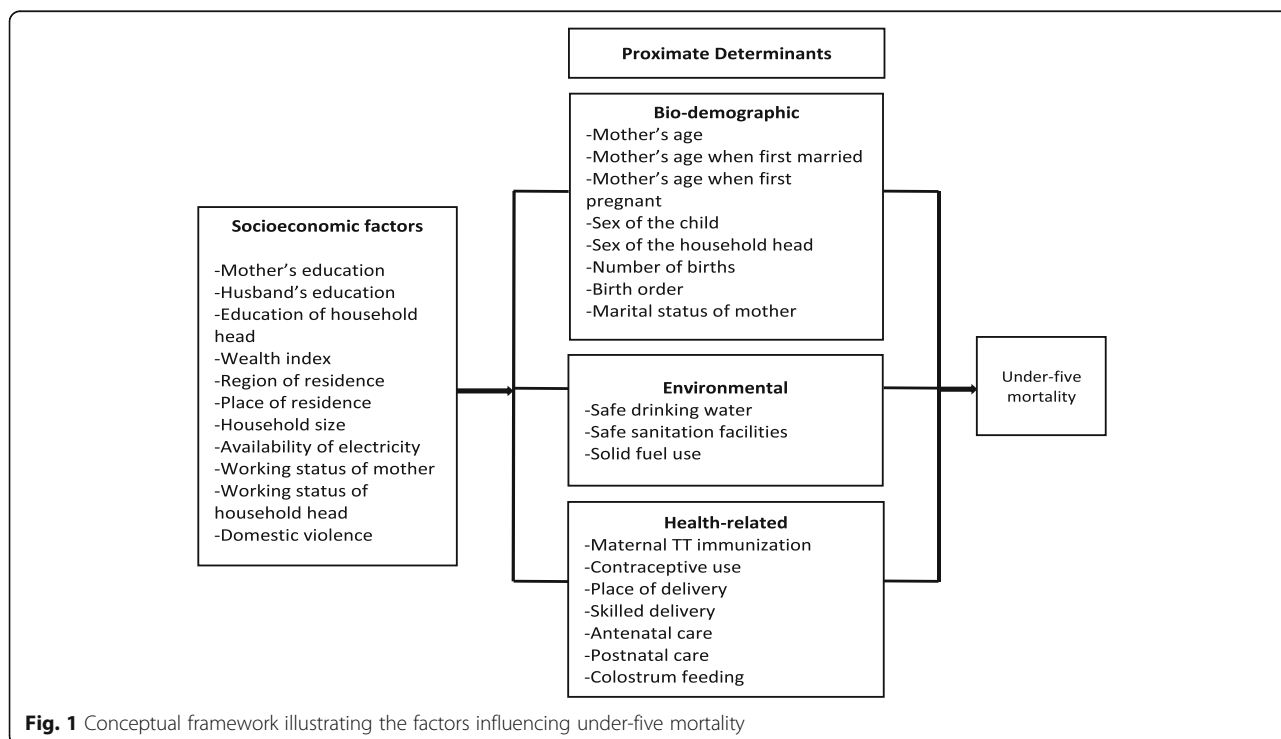 Proximate Determinants
Socioeconomic factors
-Mother's education
-Husband's education
-Education of household
head
-Wealth index
-Region of residence
-Place of residence
-Household size
-Availability of electricity
-Working status of mother
-Working status of
household head
-Domestic violence
Bio-demographic
-Mother's age
-Mother's age when first married
-Mother's age when first
pregnant
-Sex of the child
-Sex of the household head
-Number of births
-Birth order
-Marital status of mother
Environmental
-Safe drinking water
-Safe sanitation facilities
-Solid fuel use
Health-related
-Maternal TT immunization
-Contraceptive use
-Place of delivery
-Skilled delivery
-Antenatal care
-Postnatal care
-Colostrum feeding
Under-five
mortality
Fig. 1 Conceptual framework illustrating the factors influencing under-five mortality